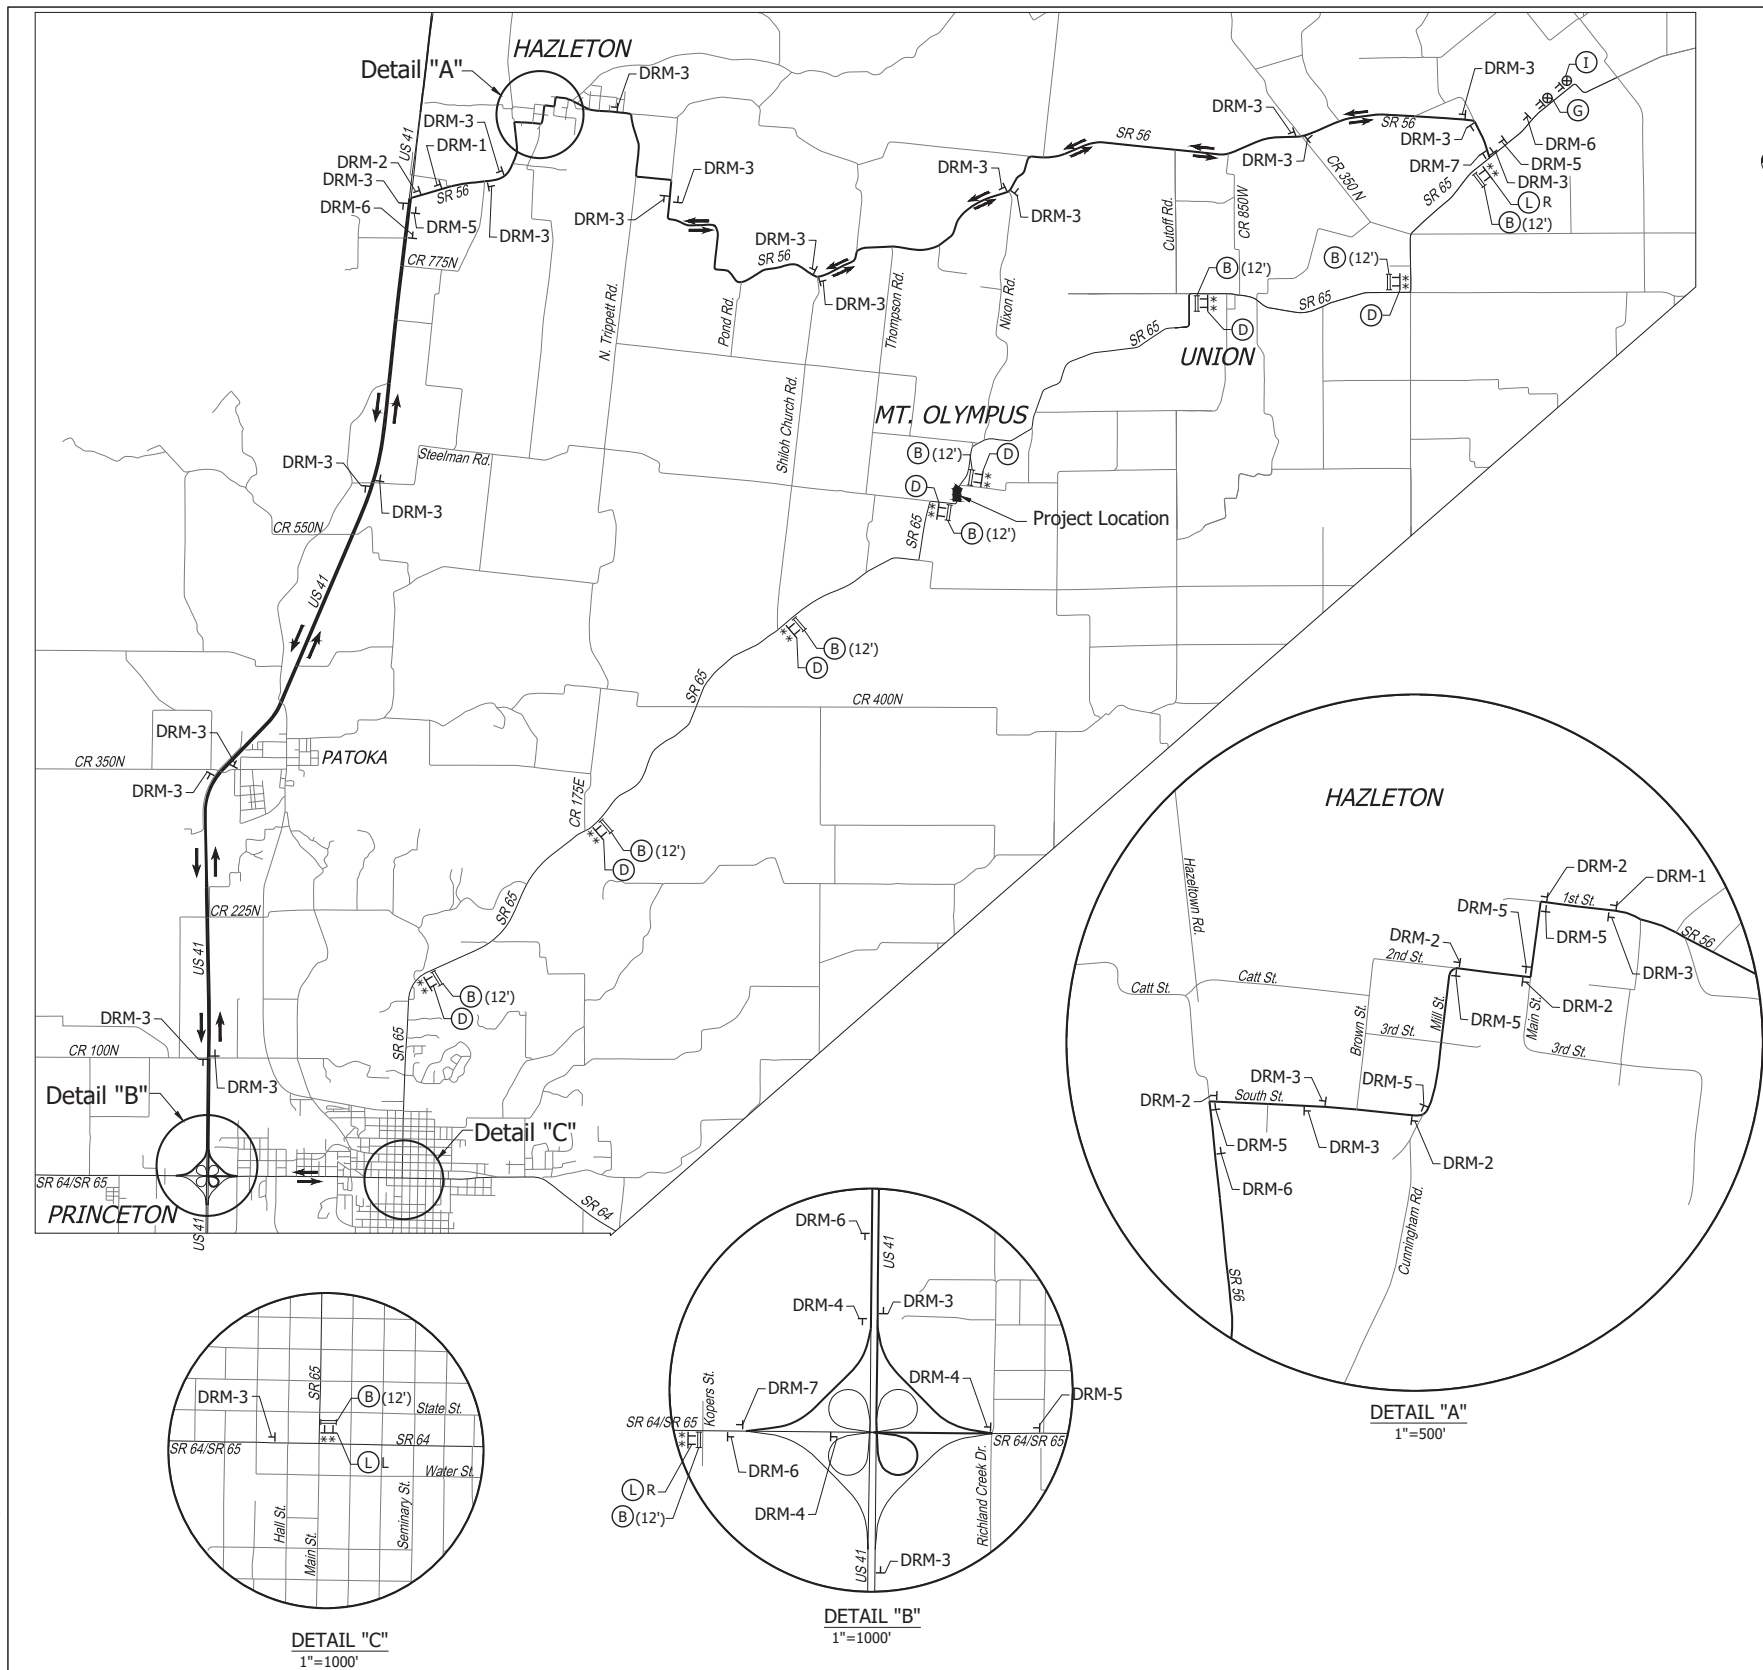 HAZLETON
Detail "A"
DRM-3
DRM-3
I
G
DRM-3
US 41
DRM-3
DRM-1
DRM-2
DRM-3
SR 56
DRM-6
DRM-5
DRM-3
CR 775N
DRM-3
DRM-3
DRM-3
SR 56
DRM-3
N. Trippett Rd.
Pond Rd.
Shiloh Church Rd.
Thompson Rd.
DRM-3
DRM-3
Nixon Rd.
SR 56
Cutoff Rd.
CR 850W
DRM-3
CR 350 N
SR 56
DRM-3
DRM-7
DRM-6
DRM-5
DRM-3
SR 65
L R
B (12')
B (12')
B (12')
D
D
SR 65
SR 65
UNION
MT. OLYMPUS
B (12')
D
D
B (12')
Project Location
SR 65
Steelman Rd.
DRM-3
DRM-3
CR 550N
US 41
B (12')
D
SR 65
CR 400N
DRM-3
PATOKA
CR 350N
DRM-3
CR 175E
B (12')
D
SR 65
CR 225N
US 41
B (12')
D
SR 65
DRM-3
CR 100N
DRM-3
Detail "B"
Detail "C"
SR 64/SR 65
PRINCETON
US 41
SR 64
HAZLETON
Hazeltown Rd.
DRM-2
DRM-1
1st St.
DRM-5
DRM-5
DRM-2
SR 56
2nd St.
DRM-3
Catt St.
Catt St.
DRM-2
DRM-5
Mill St.
Main St.
Brown St.
3rd St.
3rd St.
DRM-3
DRM-5
DRM-2
South St.
DRM-5
DRM-3
DRM-2
DRM-6
Cunningham Rd.
SR 56
DETAIL "A"
1"=500'
DRM-6
US 41
DRM-4
DRM-3
DRM-7
DRM-4
DRM-5
Kopers St.
SR 64/SR 65
SR 64/SR 65
DRM-6
L R
B (12')
DRM-4
Richland Creek Dr.
DRM-3
US 41
DETAIL "B"
1"=1000'
SR 65
DRM-3
B (12')
State St.
SR 64/SR 65
SR 64
L L
Water St.
Hall St.
Main St.
Seminary St.
DETAIL "C"
1"=1000'